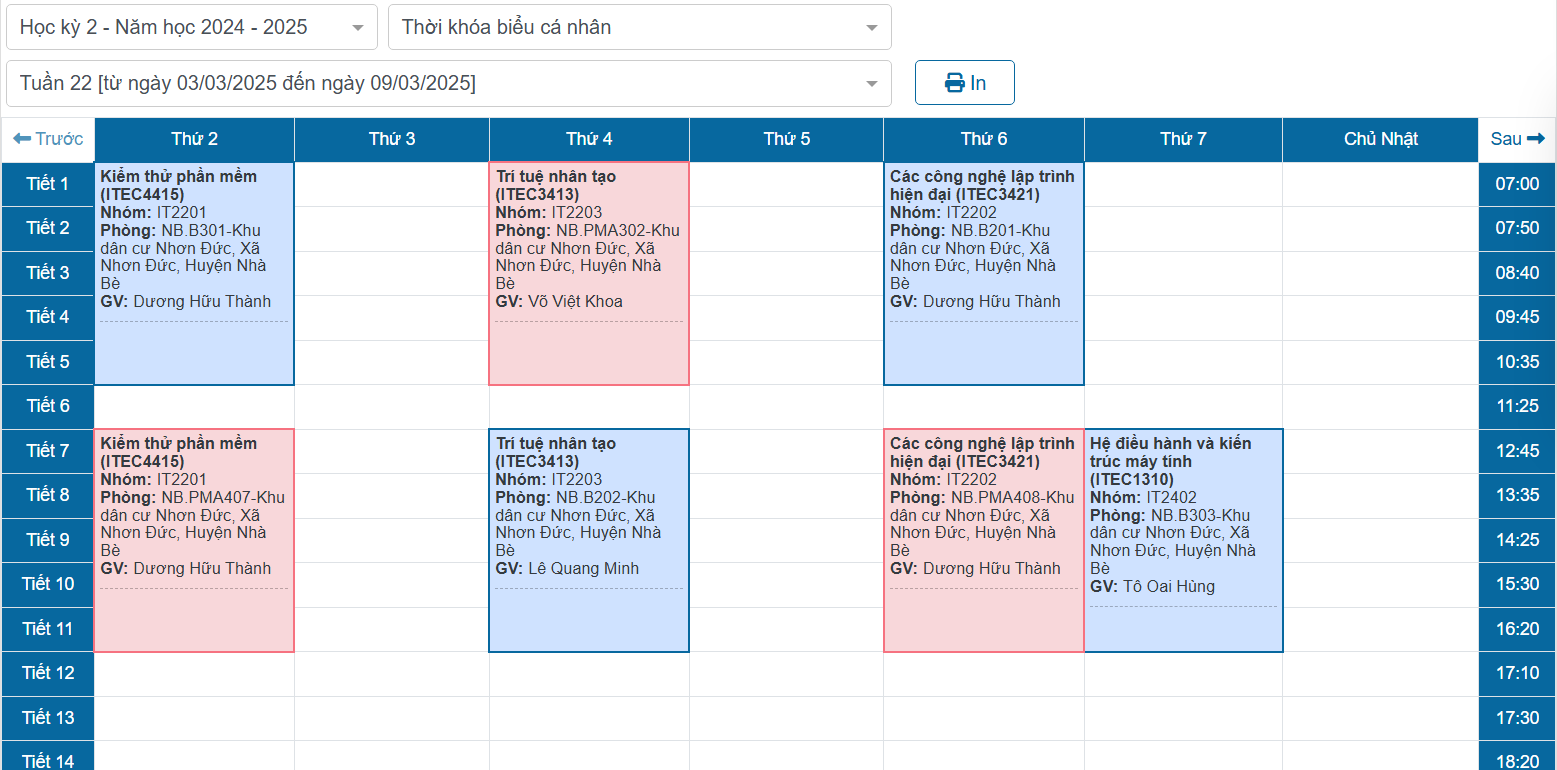 Học kỳ 2 - Năm học 2024 - 2025
Thời khóa biểu cá nhân
Tuần 22 [từ ngày 03/03/2025 đến ngày 09/03/2025]
In
Trước
Thứ 2
Thứ 3
Thứ 4
Thứ 5
Thứ 6
Thứ 7
Chủ Nhật
Sau
Tiết 1
Tiết 2
Tiết 3
Tiết 4
Tiết 5
Tiết 6
Tiết 7
Tiết 8
Tiết 9
Tiết 10
Tiết 11
Tiết 12
Tiết 13
Tiết 14
Kiểm thử phần mềm
(ITEC4415)
Nhóm: IT2201
Phòng: NB.B301-Khu
dân cư Nhơn Đức, Xã
Nhơn Đức, Huyện Nhà
Bè
GV: Dương Hữu Thành
Kiểm thử phần mềm
(ITEC4415)
Nhóm: IT2201
Phòng: NB.PMA407-Khu
dân cư Nhơn Đức, Xã
Nhơn Đức, Huyện Nhà
Bè
GV: Dương Hữu Thành
Trí tuệ nhân tạo
(ITEC3413)
Nhóm: IT2203
Phòng: NB.PMA302-Khu
dân cư Nhơn Đức, Xã
Nhơn Đức, Huyện Nhà
Bè
GV: Võ Việt Khoa
Trí tuệ nhân tạo
(ITEC3413)
Nhóm: IT2203
Phòng: NB.B202-Khu
dân cư Nhơn Đức, Xã
Nhơn Đức, Huyện Nhà
Bè
GV: Lê Quang Minh
Các công nghệ lập trình
hiện đại (ITEC3421)
Nhóm: IT2202
Phòng: NB.B201-Khu
dân cư Nhơn Đức, Xã
Nhơn Đức, Huyện Nhà
Bè
GV: Dương Hữu Thành
Các công nghệ lập trình
hiện đại (ITEC3421)
Nhóm: IT2202
Phòng: NB.PMA408-Khu
dân cư Nhơn Đức, Xã
Nhơn Đức, Huyện Nhà
Bè
GV: Dương Hữu Thành
Hệ điều hành và kiến
trúc máy tính
(ITEC1310)
Nhóm: IT2402
Phòng: NB.B303-Khu
dân cư Nhơn Đức, Xã
Nhơn Đức, Huyện Nhà
Bè
GV: Tô Oai Hùng
07:00
07:50
08:40
09:45
10:35
11:25
12:45
13:35
14:25
15:30
16:20
17:10
17:30
18:20